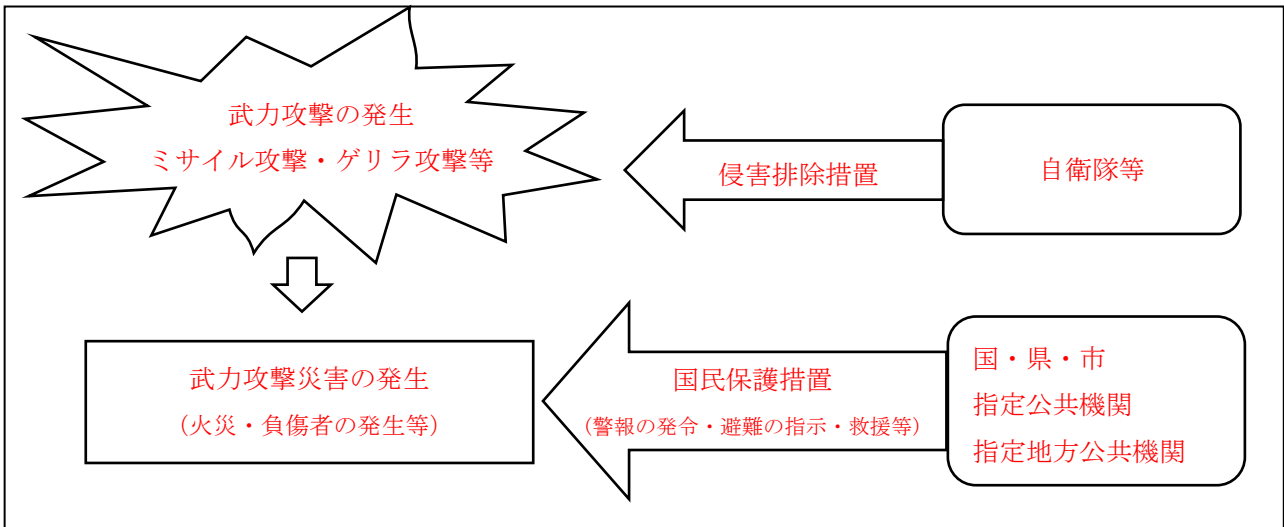 武力攻撃の発生
ミサイル攻撃・ゲリラ攻撃等
侵害排除措置
自衛隊等
武力攻撃災害の発生
(火災・負傷者の発生等)
国民保護措置
(警報の発令・避難の指示・救援等)
国・県・市
指定公共機関
指定地方公共機関